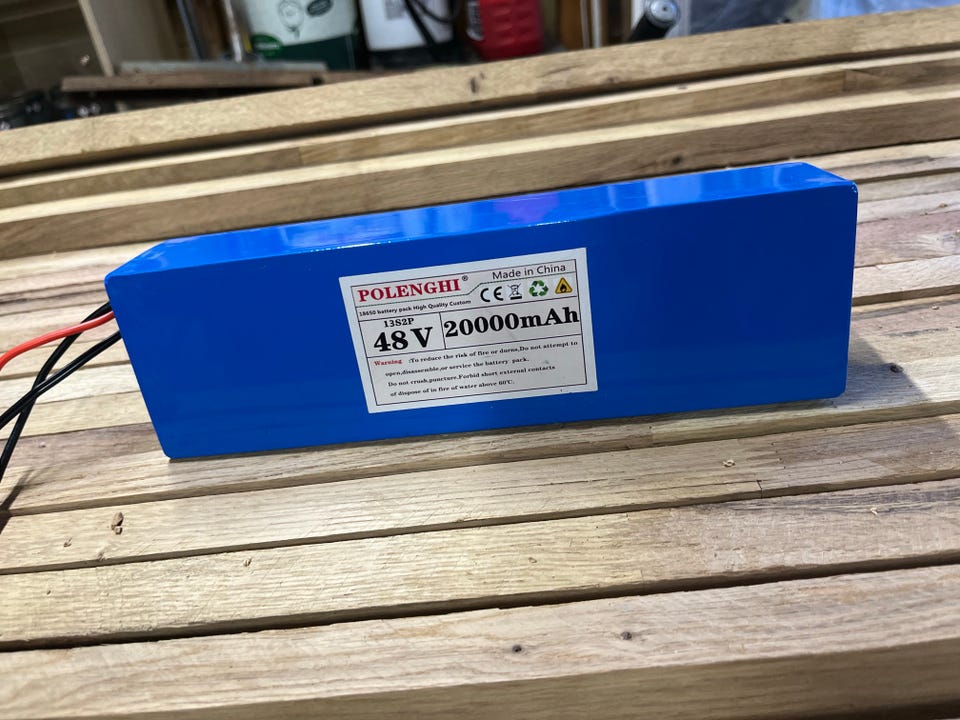 POLENGHI®
Made in China
18650 battery pack High Quality Custom
CE
13S2P
48V
20000mAh
Warning :To reduce the risk of fire or durns,Do not attempt to
open,disassemble,or service the battery pack.
Do not crush,puncture.Forbid short external contacts
of dispose of in fire of water above 60℃.